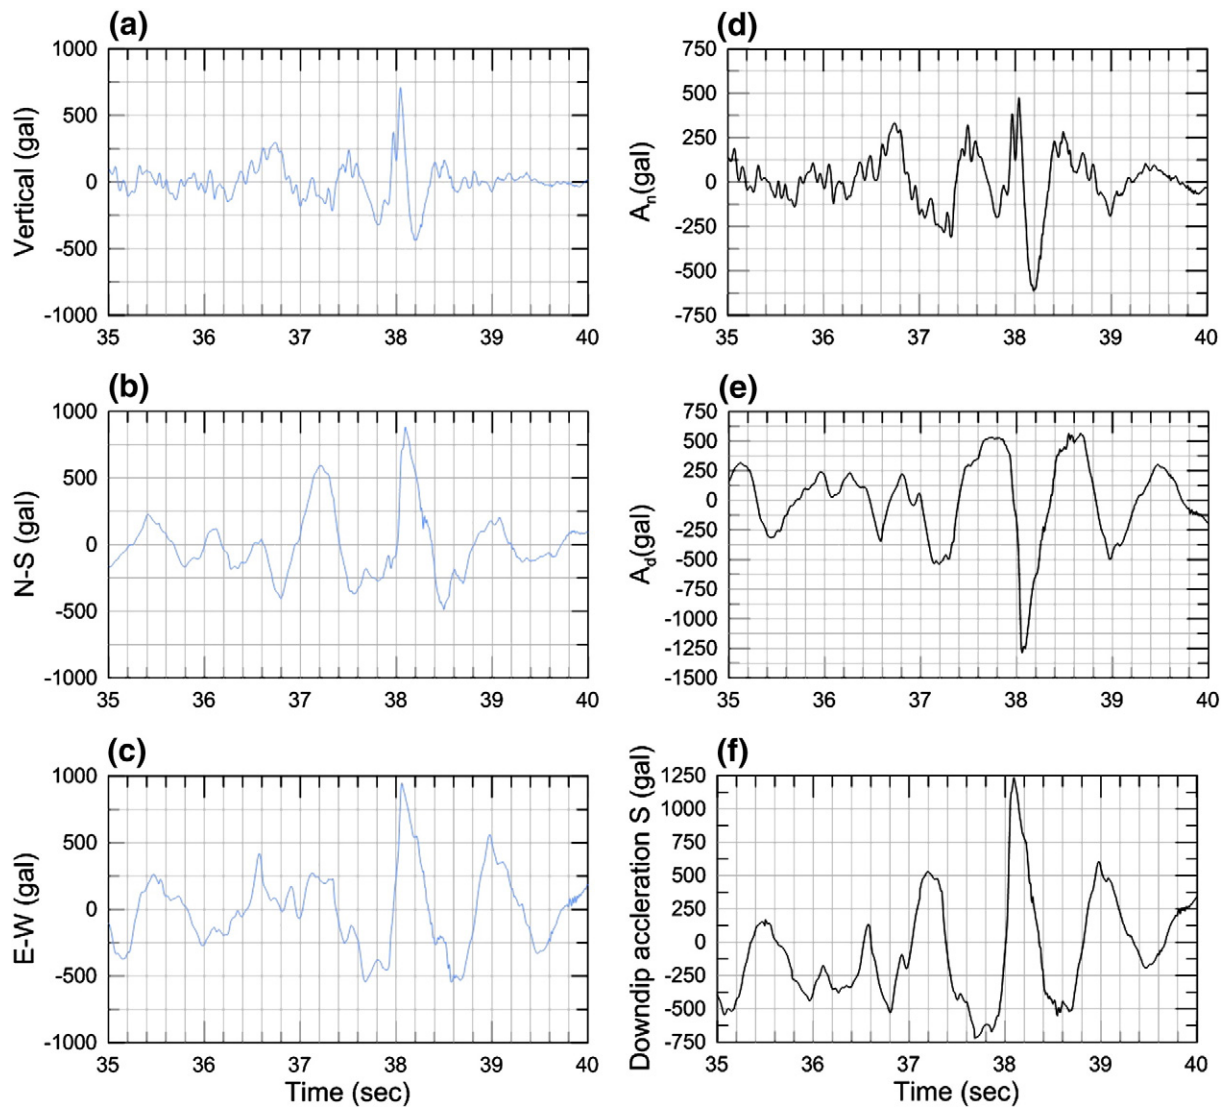 (a)
Vertical (gal)
1000
500
0
-500
-1000
35 36 37 38 39 40
(b)
N-S (gal)
1000
500
0
-500
-1000
35 36 37 38 39 40
(c)
E-W (gal)
1000
500
0
-500
-1000
35 36 37 38 39 40
Time (sec)
(d)
An(gal)
750
500
250
0
-250
-500
-750
35 36 37 38 39 40
(e)
Ad(gal)
750
500
250
0
-250
-500
-750
-1000
-1250
-1500
35 36 37 38 39 40
(f)
Downdip accleration S (gal)
1250
1000
750
500
250
0
-250
-500
-750
35 36 37 38 39 40
Time (sec)